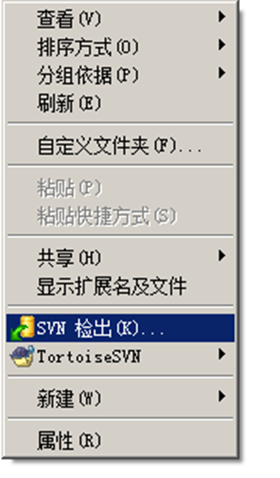 查看(V)
排序方式(O)
分组依据(P)
刷新(E)
自定义文件夹(F)...
粘贴(P)
粘贴快捷方式(S)
共享(H)
显示扩展名及文件
SVN 检出(K)...
TortoiseSVN
新建(W)
属性(R)